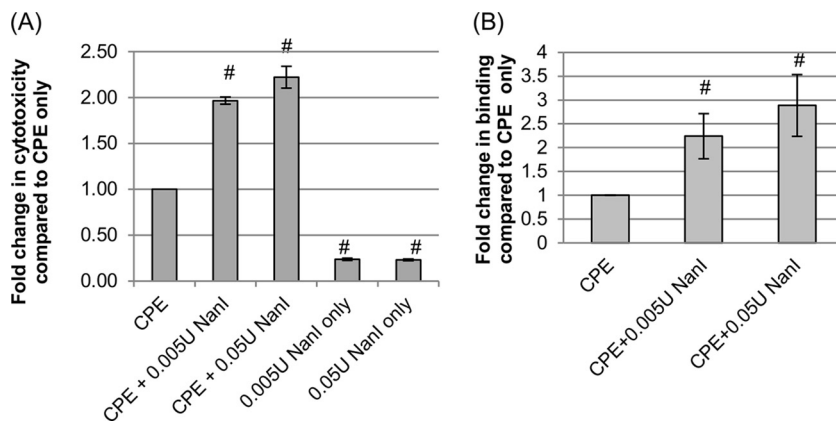 (A)
Fold change in cytotoxicity
compared to CPE only
2.50
2.00
1.50
1.00
0.50
0.00
#
#
#
#
CPE
CPE + 0.005U NanI
CPE + 0.05U NanI
0.005U NanI only
0.05U NanI only
(B)
Fold change in binding
compared to CPE only
4
3.5
3
2.5
2
1.5
1
0.5
0
#
#
CPE
CPE+0.005U NanI
CPE+0.05U NanI